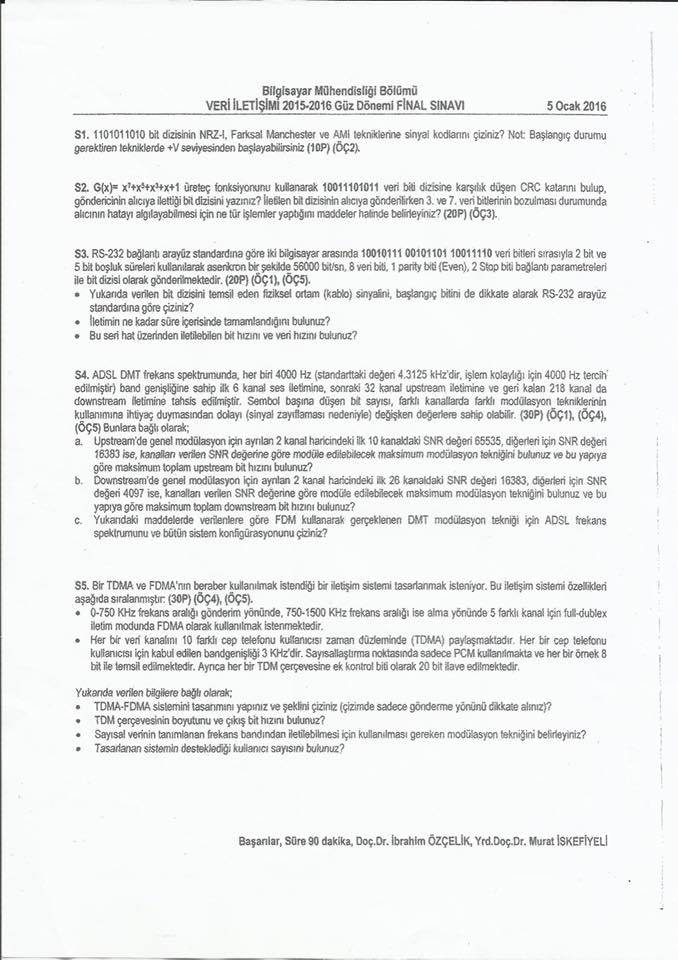 Bilgisayar Mühendisliği Bölümü
VERİ İLETİŞİMİ 2015-2016 Güz Dönemi FİNAL SINAVI 5 Ocak 2016
S1. 1101011010 bit dizisinin NRZ-I, Farksal Manchester ve AMI tekniklerine sinyal kodlarını çiziniz? Not: Başlangıç durumu
gerektiren tekniklerde +V seviyesinden başlayabilirsiniz (10P) (ÖÇ2).
S2. G(x)= x⁷+x⁵+x³+x+1 üreteç fonksiyonunu kullanarak 10011101011 veri biti dizisine karşılık düşen CRC katarını bulup,
göndericinin alıcıya ilettiği bit dizisini yazınız? İletilen bit dizisinin alıcıya gönderilirken 3. ve 7. veri bitlerinin bozulması durumunda
alıcının hatayı algılayabilmesi için ne tür işlemler yaptığını maddeler halinde belirleyiniz? (20P) (ÖÇ3).
S3. RS-232 bağlantı arayüz standardına göre iki bilgisayar arasında 10010111 00101101 10011110 veri bitleri sırasıyla 2 bit ve
5 bit boşluk süreleri kullanılarak asenkron bir şekilde 56000 bit/sn, 8 veri biti, 1 parity biti (Even), 2 Stop biti bağlantı parametreleri
ile bit dizisi olarak gönderilmektedir. (20P) (ÖÇ1), (ÖÇ5).
• Yukarıda verilen bit dizisini temsil eden fiziksel ortam (kablo) sinyalini, başlangıç bitini de dikkate alarak RS-232 arayüz
standardına göre çiziniz?
• İletimin ne kadar süre içerisinde tamamlandığını bulunuz?
• Bu seri hat üzerinden iletilebilen bit hızını ve veri hızını bulunuz?
S4. ADSL DMT frekans spektrumunda, her biri 4000 Hz (standarttaki değeri 4.3125 kHz'dir, işlem kolaylığı için 4000 Hz tercih
edilmiştir) band genişliğine sahip ilk 6 kanal ses iletimine, sonraki 32 kanal upstream iletimine ve geri kalan 218 kanal da
downstream iletimine tahsis edilmiştir. Sembol başına düşen bit sayısı, farklı kanallarda farklı modülasyon tekniklerinin
kullanımına ihtiyaç duymasından dolayı (sinyal zayıflaması nedeniyle) değişken değerlere sahip olabilir. (30P) (ÖÇ1), (ÖÇ4),
(ÖÇ5) Bunlara bağlı olarak;
a. Upstream'de genel modülasyon için ayrılan 2 kanal haricindeki ilk 10 kanaldaki SNR değeri 65535, diğerleri için SNR değeri
16383 ise, kanalları verilen SNR değerine göre modüle edilebilecek maksimum modülasyon tekniğini bulunuz ve bu yapıya
göre maksimum toplam upstream bit hızını bulunuz?
b. Downstream'de genel modülasyon için ayrılan 2 kanal haricindeki ilk 26 kanaldaki SNR değeri 16383, diğerleri için SNR
değeri 4097 ise, kanalları verilen SNR değerine göre modüle edilebilecek maksimum modülasyon tekniğini bulunuz ve bu
yapıya göre maksimum toplam downstream bit hızını bulunuz?
c. Yukarıdaki maddelerde verilenlere göre FDM kullanarak gerçeklenen DMT modülasyon tekniği için ADSL frekans
spektrumunu ve bütün sistem konfigürasyonunu çiziniz?
S5. Bir TDMA ve FDMA'nın beraber kullanılmak istendiği bir iletişim sistemi tasarlanmak isteniyor. Bu iletişim sistemi özellikleri
aşağıda sıralanmıştır: (30P) (ÖÇ4), (ÖÇ5).
• 0-750 KHz frekans aralığı gönderim yönünde, 750-1500 KHz frekans aralığı ise alma yönünde 5 farklı kanal için full-dublex
iletim modunda FDMA olarak kullanılmak istenmektedir.
• Her bir veri kanalını 10 farklı cep telefonu kullanıcısı zaman düzleminde (TDMA) paylaşmaktadır. Her bir cep telefonu
kullanıcısı için kabul edilen bandgenişliği 3 KHz'dir. Sayısallaştırma noktasında sadece PCM kullanılmakta ve her bir örnek 8
bit ile temsil edilmektedir. Ayrıca her bir TDM çerçevesine ek kontrol biti olarak 20 bit ilave edilmektedir.
Yukarıda verilen bilgilere bağlı olarak;
• TDMA-FDMA sistemini tasarımını yapınız ve şeklini çiziniz (çizimde sadece gönderme yönünü dikkate alınız)?
• TDM çerçevesinin boyutunu ve çıkış bit hızını bulunuz?
• Sayısal verinin tanımlanan frekans bandından iletilebilmesi için kullanılması gereken modülasyon tekniğini belirleyiniz?
• Tasarlanan sistemin desteklediği kullanıcı sayısını bulunuz?
Başarılar, Süre 90 dakika, Doç.Dr. İbrahim ÖZÇELİK, Yrd.Doç.Dr. Murat İSKEFİYELİ